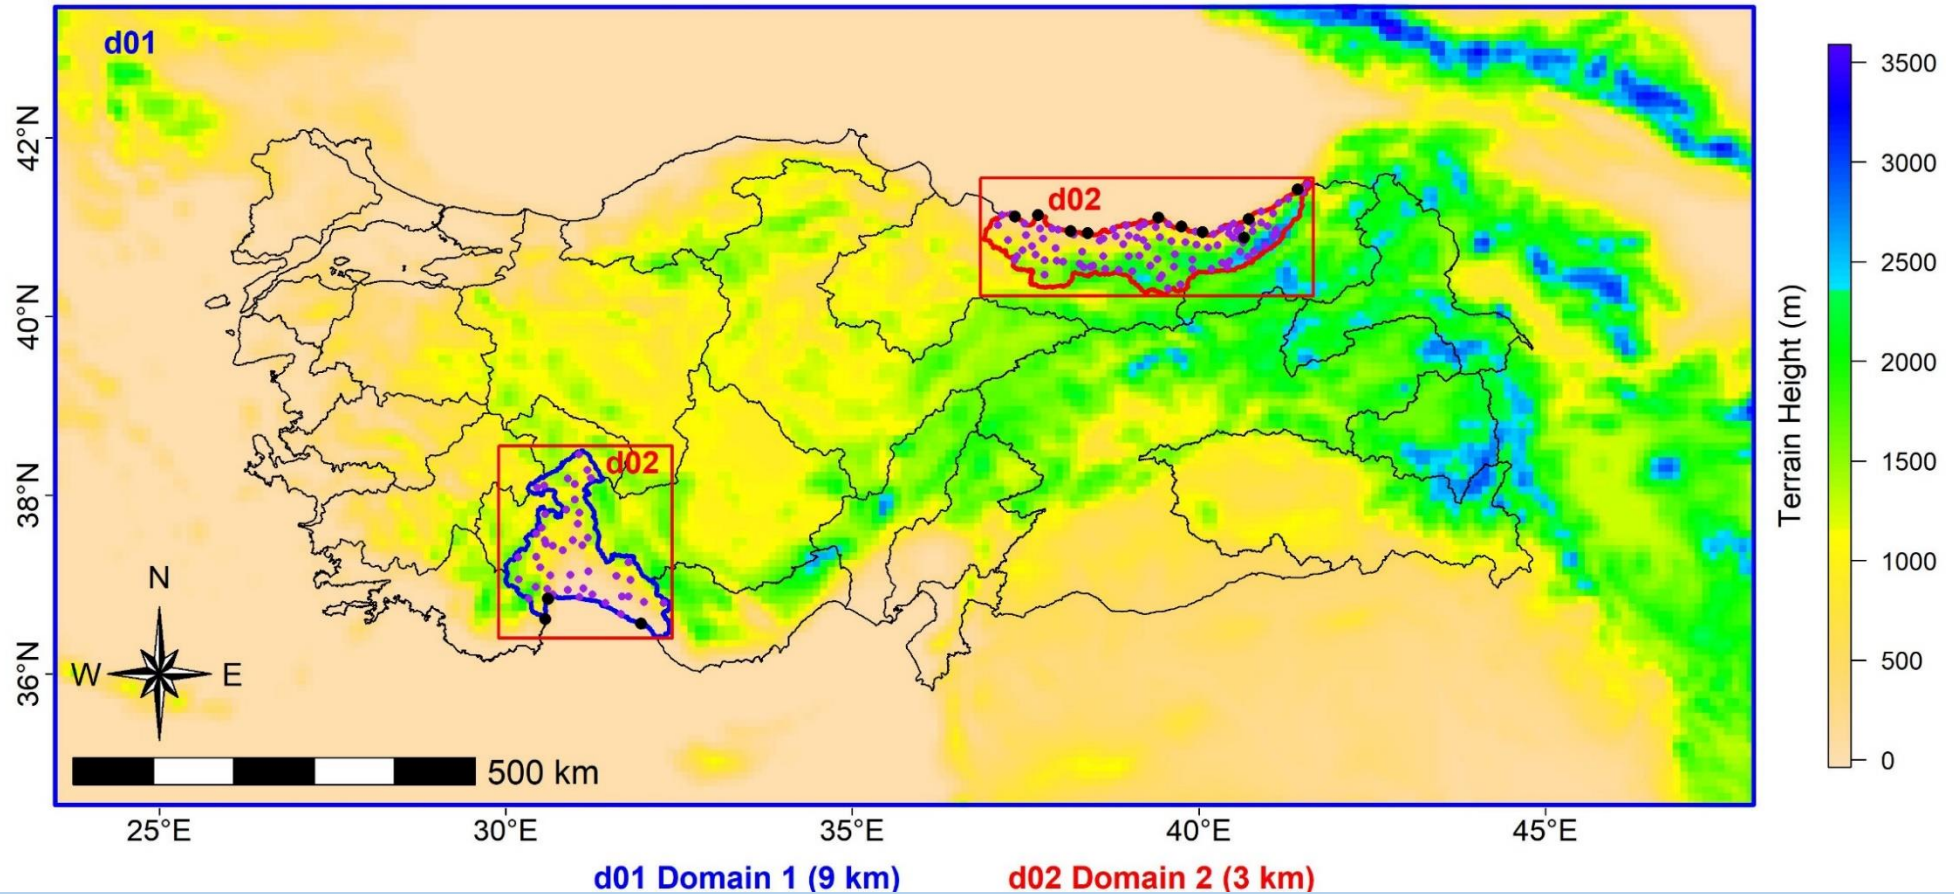 d01
d02
d02
42°N
40°N
38°N
36°N
N
W
E
500 km
25°E
30°E
35°E
40°E
45°E
3500
3000
2500
2000
1500
1000
500
0
Terrain Height (m)
d01 Domain 1 (9 km)
d02 Domain 2 (3 km)